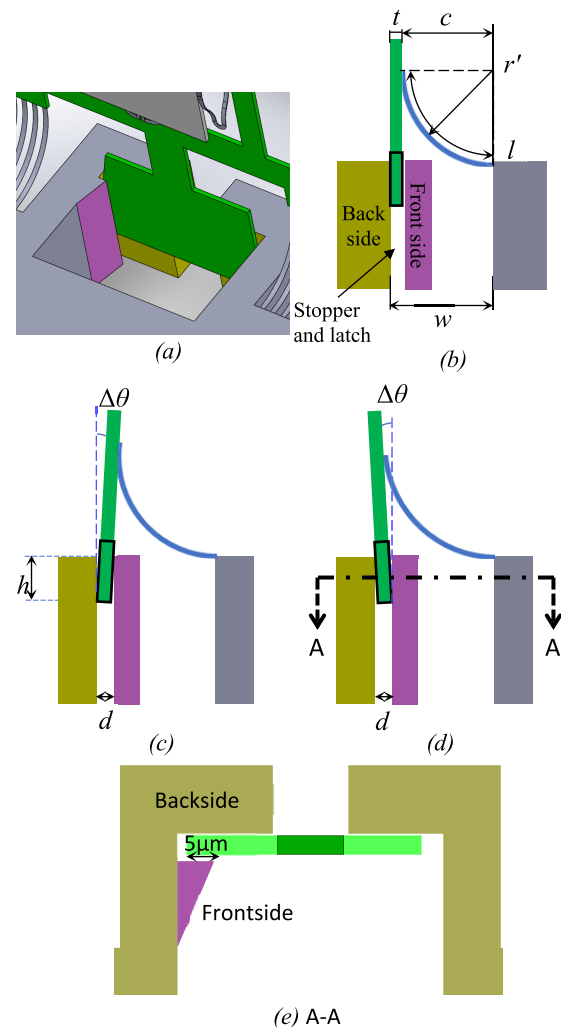 (a)
t
c
r'
l
Back side
Front side
Stopper
and latch
w
(b)
Δθ
h
d
(c)
Δθ
A
A
d
(d)
Backside
5µm
Frontside
(e) A-A